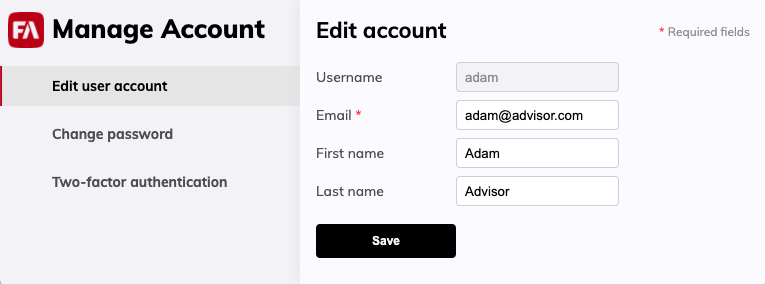 FA Manage Account
Edit user account
Change password
Two-factor authentication
Edit account
* Required fields
Username adam
Email * adam@advisor.com
First name Adam
Last name Advisor
Save